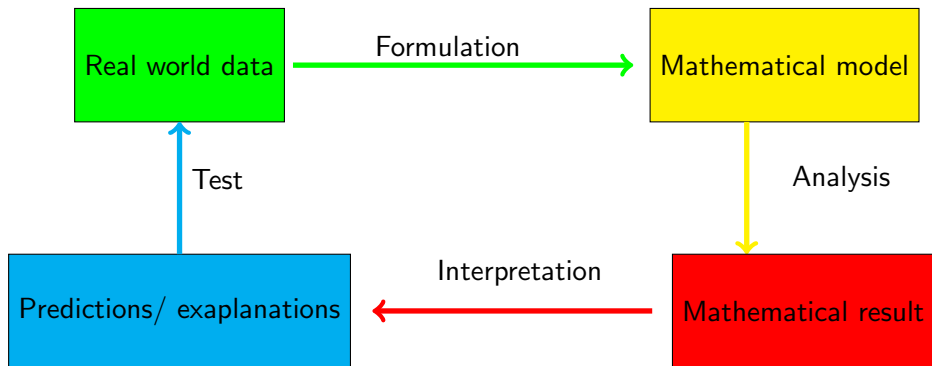 Real world data
Formulation
Mathematical model
Test
Analysis
Predictions/ exaplanations
Interpretation
Mathematical result